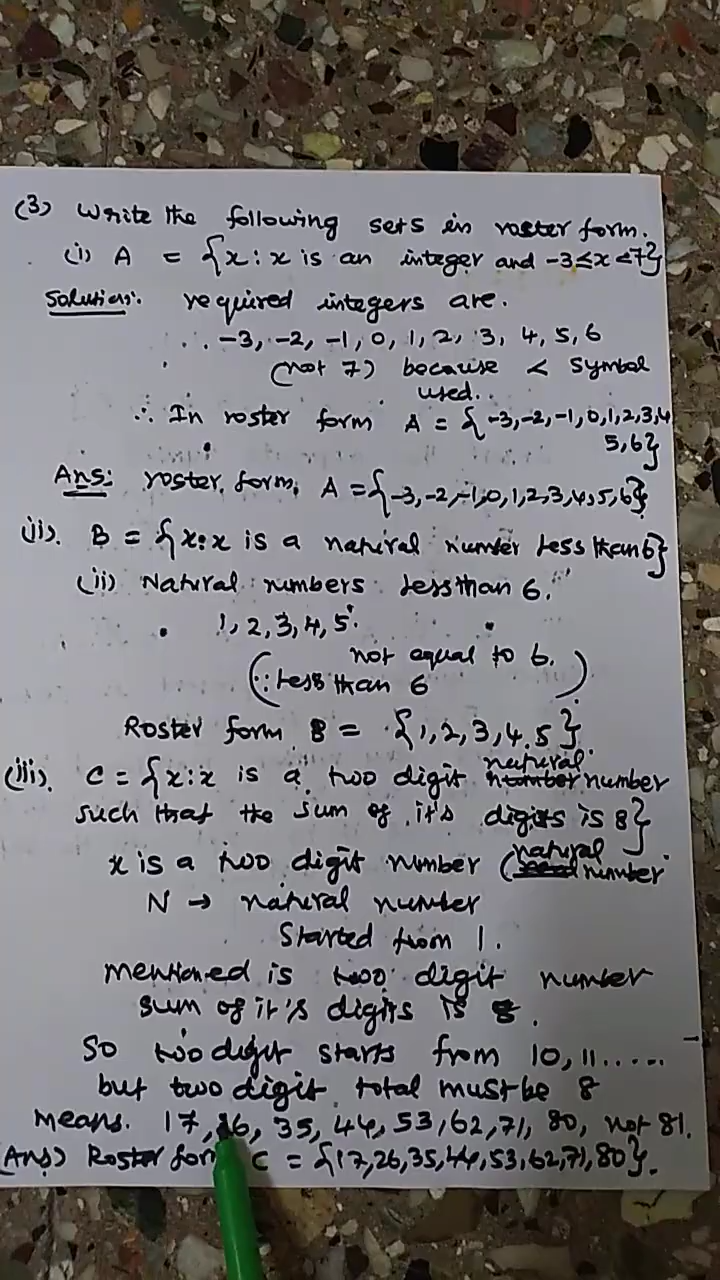 (3) Write the following sets in roster form.
(i) A = {x : x is an integer and -3≤x<7}
Solution:. required integers are.
∴. -3, -2, -1, 0, 1, 2, 3, 4, 5, 6
(not 7) because < symbol
used..
∴ In roster form A = {-3,-2,-1,0,1,2,3,4
5,6}
Ans: roster form, A = {-3,-2,-1,0,1,2,3,4,5,6}
(ii). B = {x:x is a natural number less than 6}
(ii) Natural numbers less than 6.
1, 2, 3, 4, 5.
not equal to 6.
(∵ less than 6 )
Roster form B = {1,2,3,4,5}
natural
(iii). C = {x:x is a two digit number
such that the sum of it's digits is 8}
natural
x is a two digit number ( number
N → natural number
Started from 1.
mentioned is two digit number
sum of it's digits is 8.
So two digit starts from 10, 11.....
but two digit total must be 8
means. 17, 26, 35, 44, 53, 62, 71, 80, not 81.
(Ans) Roster form C = {17,26,35,44,53,62,71,80}.